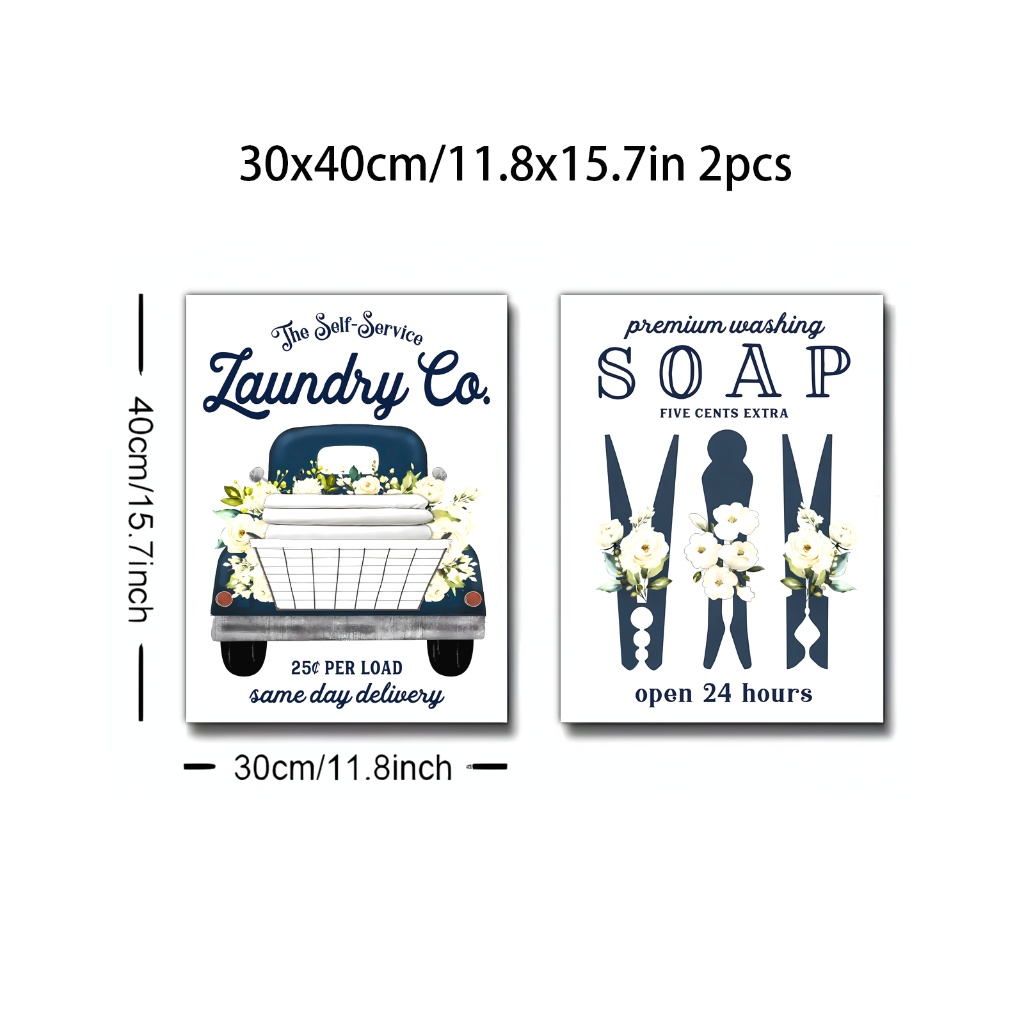 30x40cm/11.8x15.7in 2pcs
The Self-Service
Laundry Co.
25¢ PER LOAD
same day delivery
premium washing
SOAP
FIVE CENTS EXTRA
open 24 hours
40cm/15.7inch
30cm/11.8inch